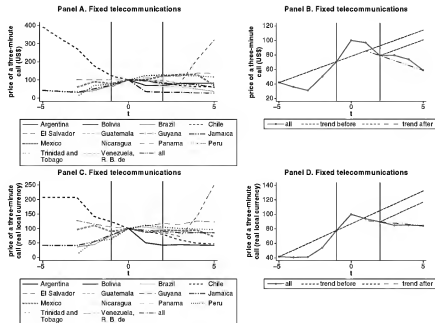 Panel A. Fixed telecommunications
price of a three-minute
call (US$)
400
300
200
100
0
−5
0
5
t
Argentina
Bolivia
Brazil
Chile
El Salvador
Guatemala
Guyana
Jamaica
Mexico
Nicaragua
Panama
Peru
Trinidad and
Tobago
Venezuela,
R. B. de
all
Panel B. Fixed telecommunications
price of a three-minute
call (US$)
120
100
80
60
40
20
−5
0
5
t
all
trend before
trend after
Panel C. Fixed telecommunications
price of a three-minute
call (real local currency)
250
200
150
100
50
0
−5
0
5
t
Argentina
Bolivia
Brazil
Chile
El Salvador
Guatemala
Guyana
Jamaica
Mexico
Nicaragua
Panama
Peru
Trinidad and
Tobago
Venezuela,
R. B. de
all
Panel D. Fixed telecommunications
price of a three-minute
call (real local currency)
140
120
100
80
60
40
−5
0
5
t
all
trend before
trend after